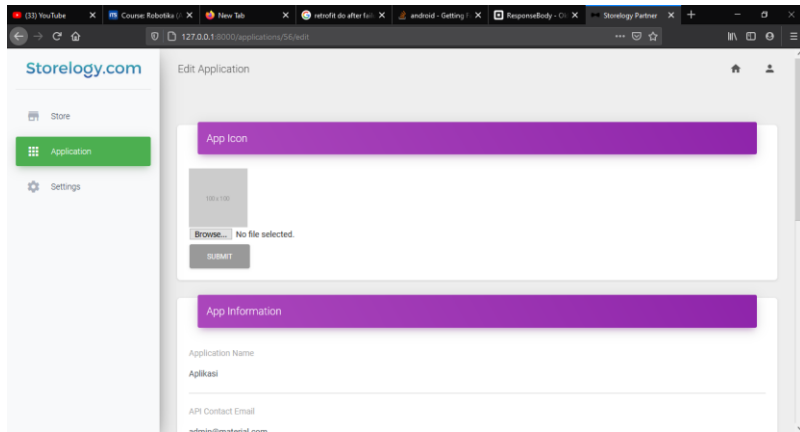 (33) YouTube
Course: Robotika (
New Tab
retrofit do after fail
android - Getting F
ResponseBody - O
Storelogy Partner
127.0.0.1:8000/applications/56/edit
Storelogy.com
Edit Application
Store
Application
Settings
App Icon
100 x 100
Browse... No file selected.
SUBMIT
App Information
Application Name
Aplikasi
API Contact Email
admin@material.com